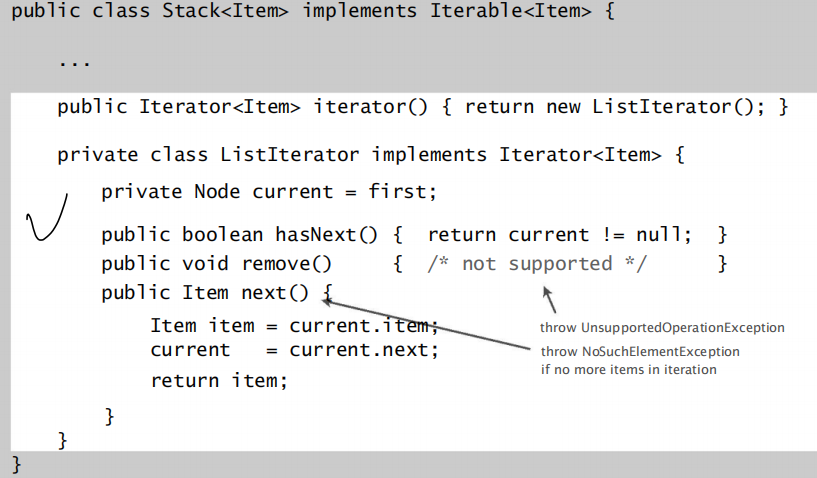 public class Stack<Item> implements Iterable<Item> {
...
public Iterator<Item> iterator() { return new ListIterator(); }
private class ListIterator implements Iterator<Item> {
private Node current = first;
public boolean hasNext() { return current != null; }
public void remove() { /* not supported */ }
public Item next() {
throw UnsupportedOperationException
Item item = current.item;
throw NoSuchElementException
if no more items in iteration
current = current.next;
return item;
}
}
}